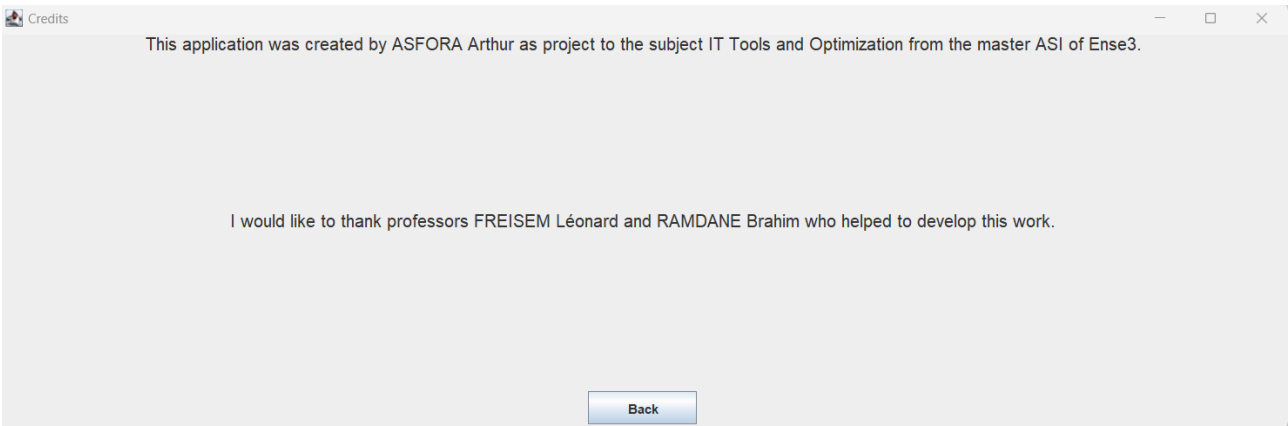 Credits
This application was created by ASFORA Arthur as project to the subject IT Tools and Optimization from the master ASI of Ense3.
I would like to thank professors FREISEM Léonard and RAMDANE Brahim who helped to develop this work.
Back